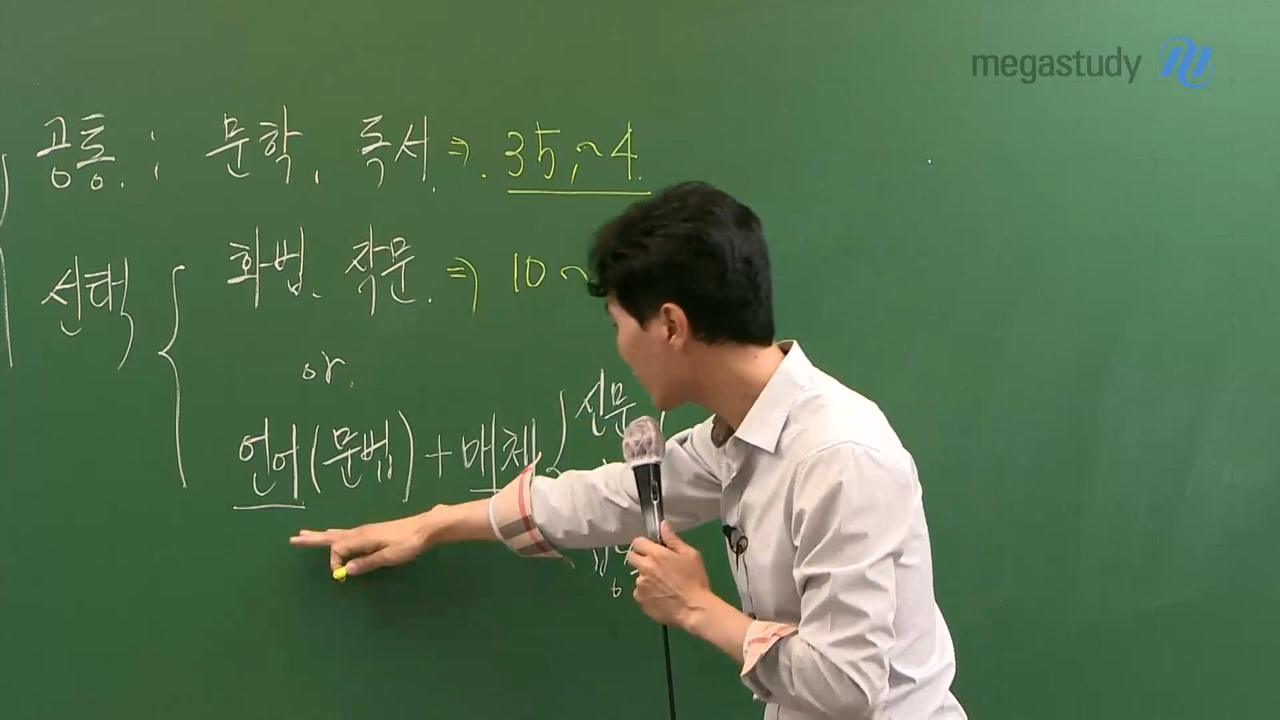 megastudy
공통 : 문학, 독서. ⇒ 35,~4.
선택 { 화법, 작문. ⇒ 10~
or.
언어(문법) + 매체 ) 신문